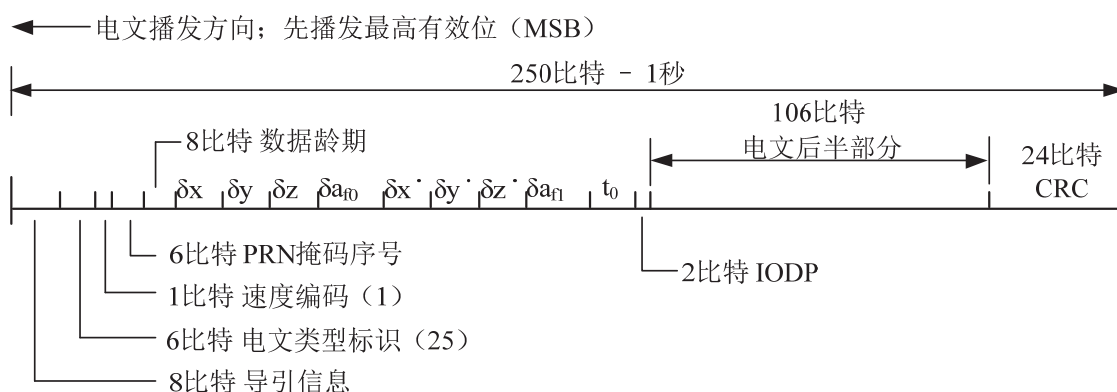 电文播发方向；先播发最高有效位（MSB）
250比特 － 1秒
106比特
电文后半部分
8比特 数据龄期
24比特
CRC
δx δy δz δaf0 δx˙ δy˙ δz˙ δaf1 t0
6比特 PRN掩码序号
2比特 IODP
1比特 速度编码（1）
6比特 电文类型标识（25）
8比特 导引信息